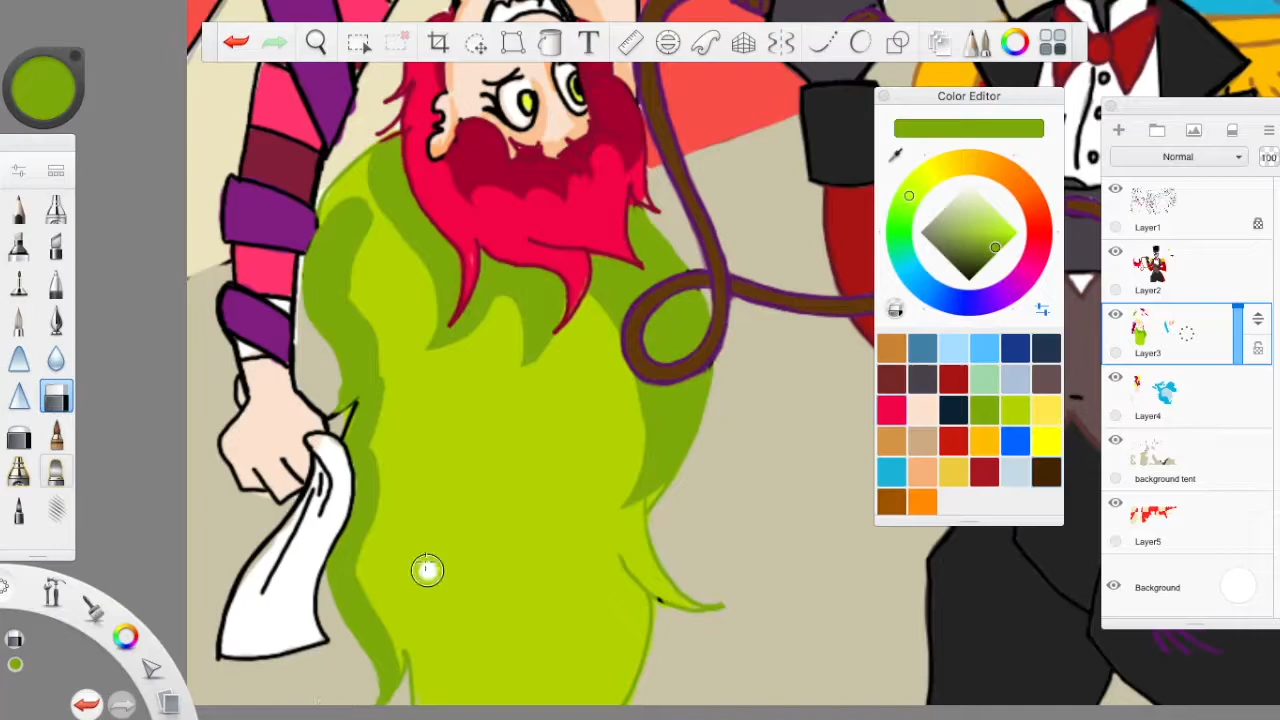 T
Color Editor
Normal
100
Layer1
Layer2
Layer3
Layer4
background tent
Layer5
Background